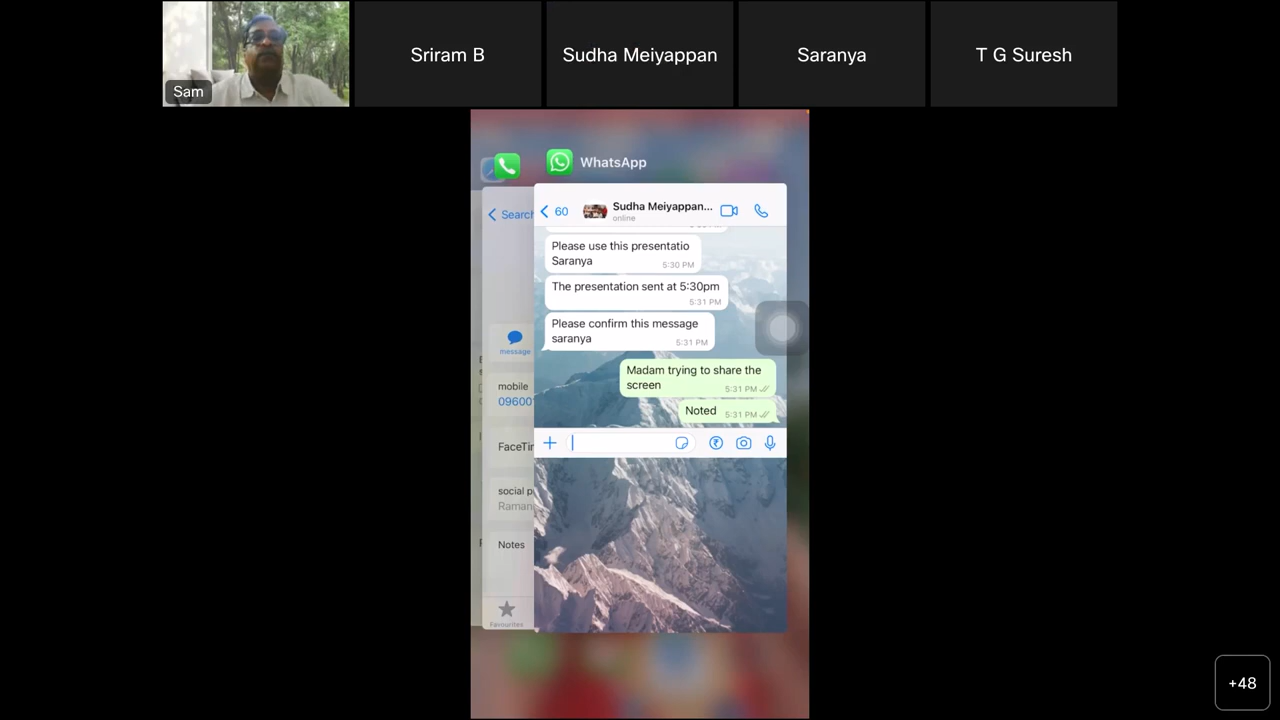 Sam
Sriram B
Sudha Meiyappan
Saranya
T G Suresh
WhatsApp
Search
60
Sudha Meiyappan...
online
Please use this presentatio
Saranya
5:30 PM
The presentation sent at 5:30pm
5:31 PM
Please confirm this message
saranya
5:31 PM
Madam trying to share the
screen
5:31 PM
Noted
5:31 PM
message
mobile
09600
FaceTin
social p
Raman
Notes
Favourites
+48